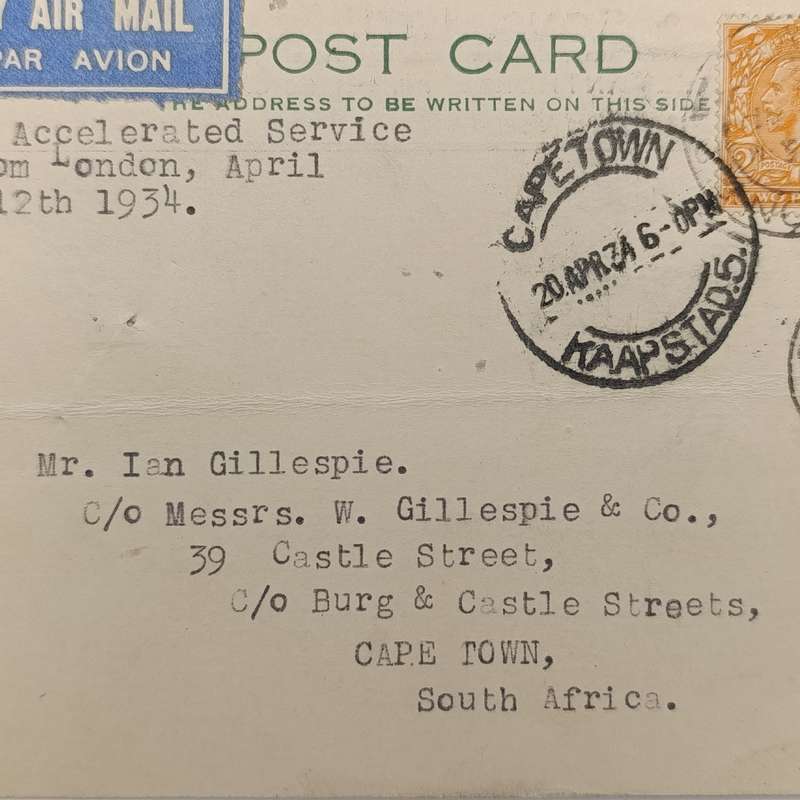 Y AIR MAIL
PAR AVION
POST CARD
THE ADDRESS TO BE WRITTEN ON THIS SIDE
Accelerated Service
om London, April
12th 1934.
CAPETOWN
20.APR.34 6-0PM
KAAPSTAD.5.
Mr. Ian Gillespie.
C/o Messrs. W. Gillespie & Co.,
39 Castle Street,
C/o Burg & Castle Streets,
CAPE TOWN,
South Africa.